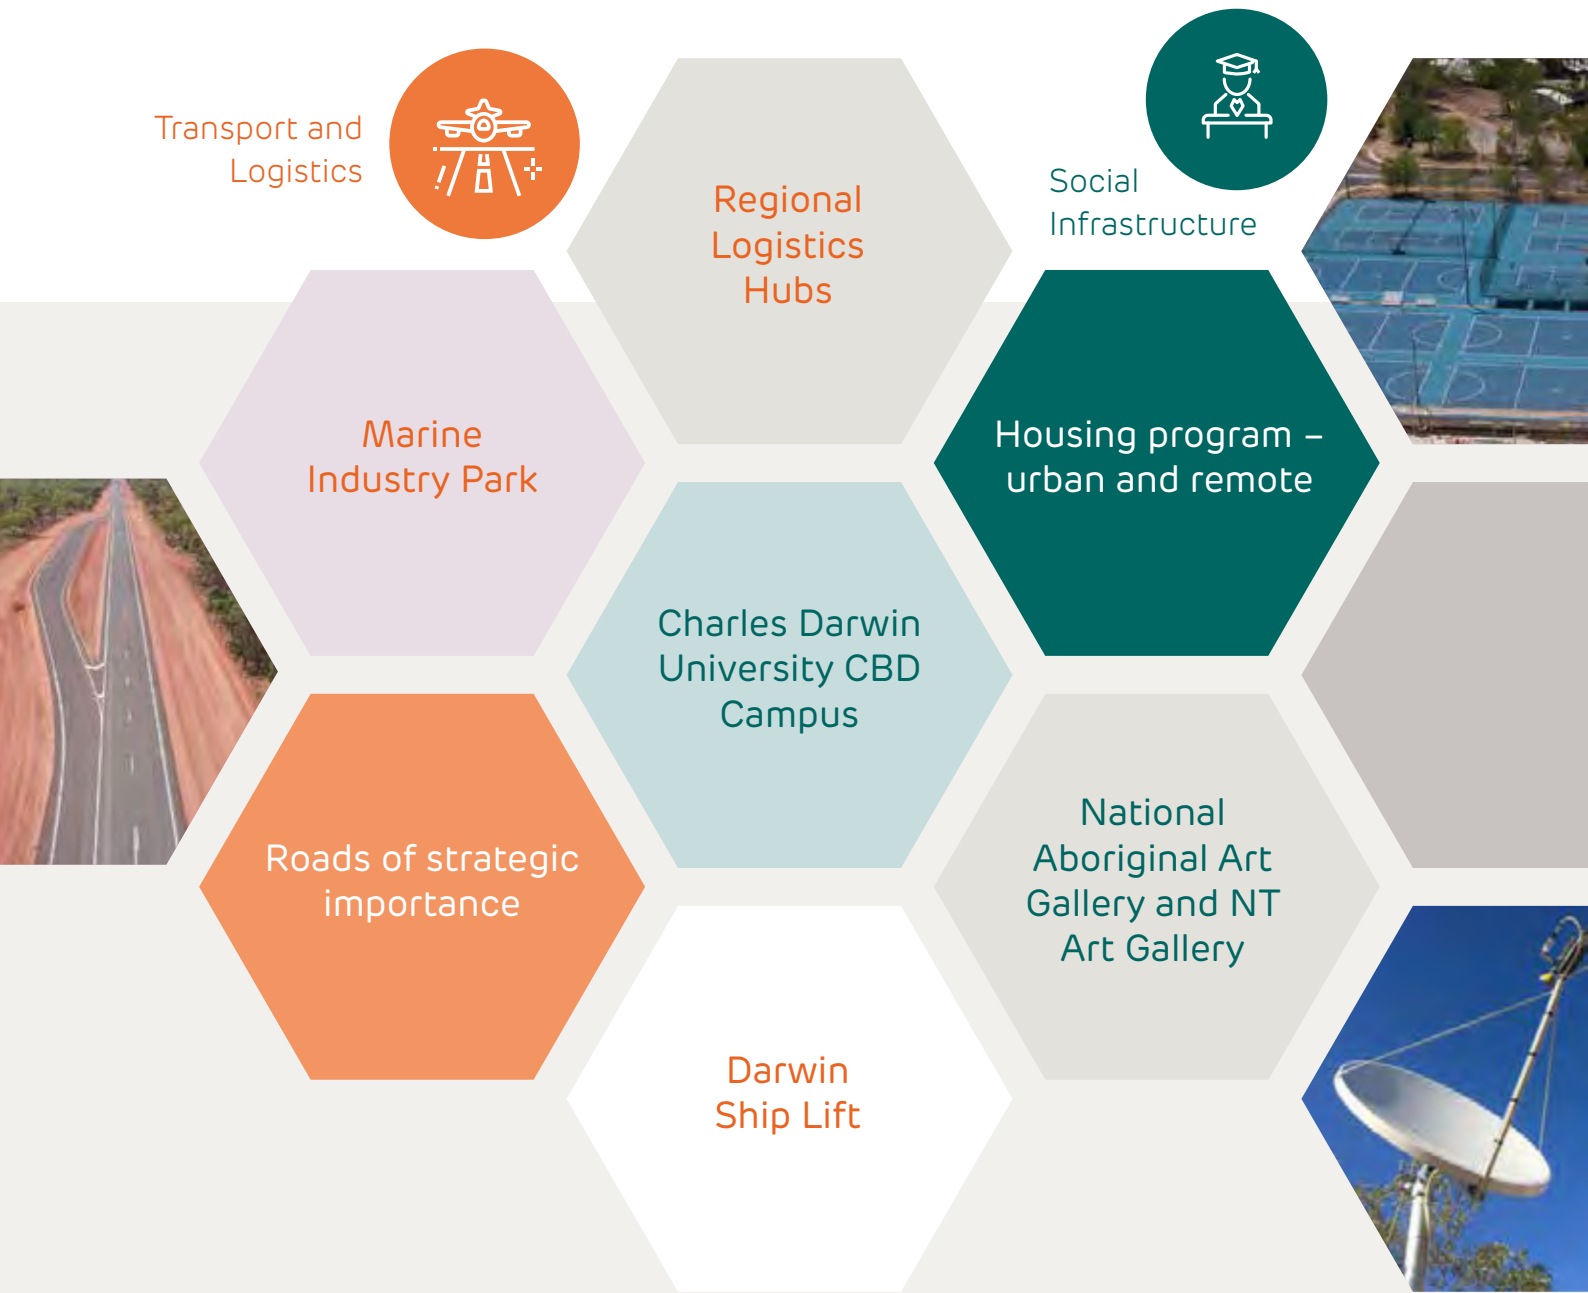 Transport and
Logistics
Regional
Logistics
Hubs
Social
Infrastructure
Marine
Industry Park
Housing program –
urban and remote
Charles Darwin
University CBD
Campus
Roads of strategic
importance
National
Aboriginal Art
Gallery and NT
Art Gallery
Darwin
Ship Lift